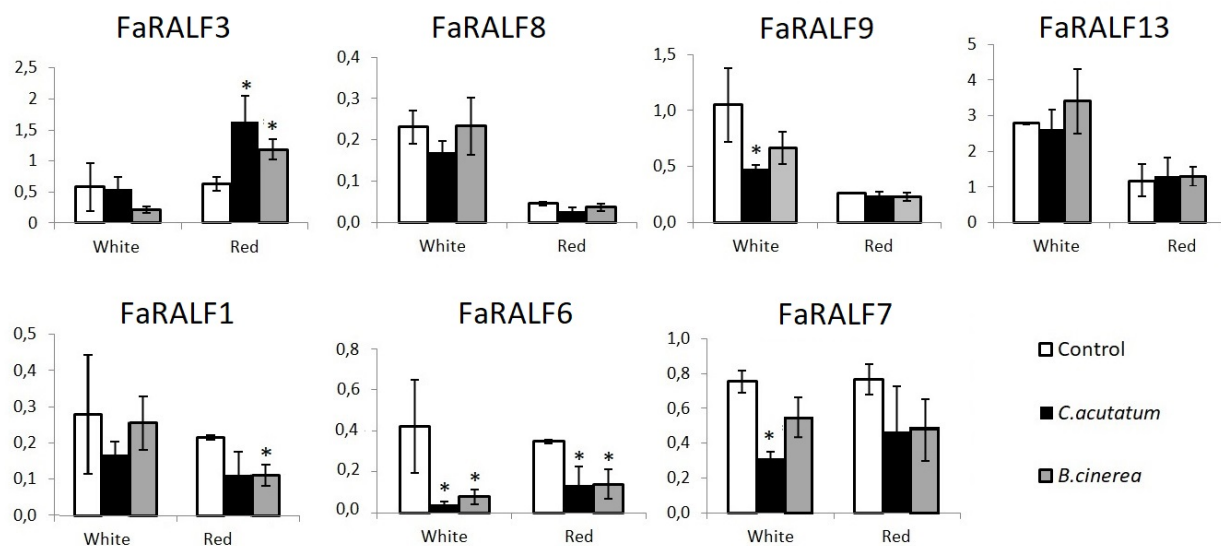 FaRALF3
2,5
2
1,5
1
0,5
0
* *
White Red
FaRALF8
0,4
0,3
0,2
0,1
0,0
White Red
FaRALF9
1,5
1,0
0,5
0,0
*
White Red
FaRALF13
5
4
3
2
1
0
White Red
FaRALF1
0,5
0,4
0,3
0,2
0,1
0,0
*
White Red
FaRALF6
0,8
0,6
0,4
0,2
0,0
* * * *
White Red
FaRALF7
1,0
0,8
0,6
0,4
0,2
0,0
*
White Red
Control
C.acutatum
B.cinerea